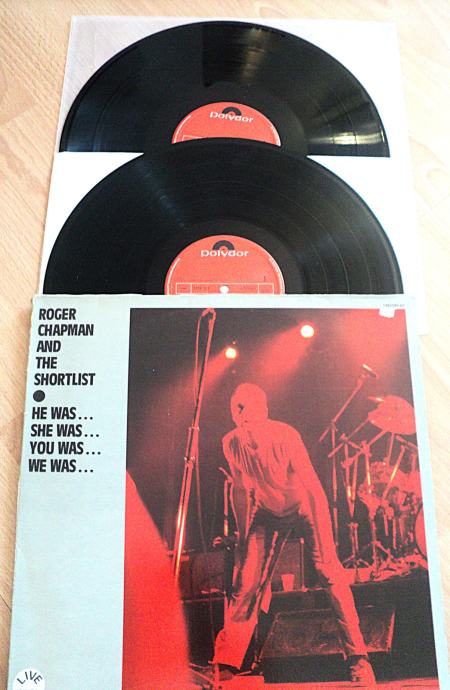 Polydor
Polydor
ROGER
CHAPMAN
AND
THE
SHORTLIST
HE WAS...
SHE WAS...
YOU WAS...
WE WAS...
LIVE